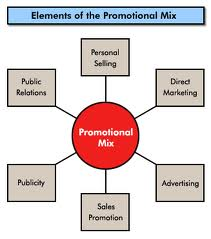 Elements of the Promotional Mix
Personal
Selling
Public
Relations
Direct
Marketing
Promotional
Mix
Publicity
Advertising
Sales
Promotion